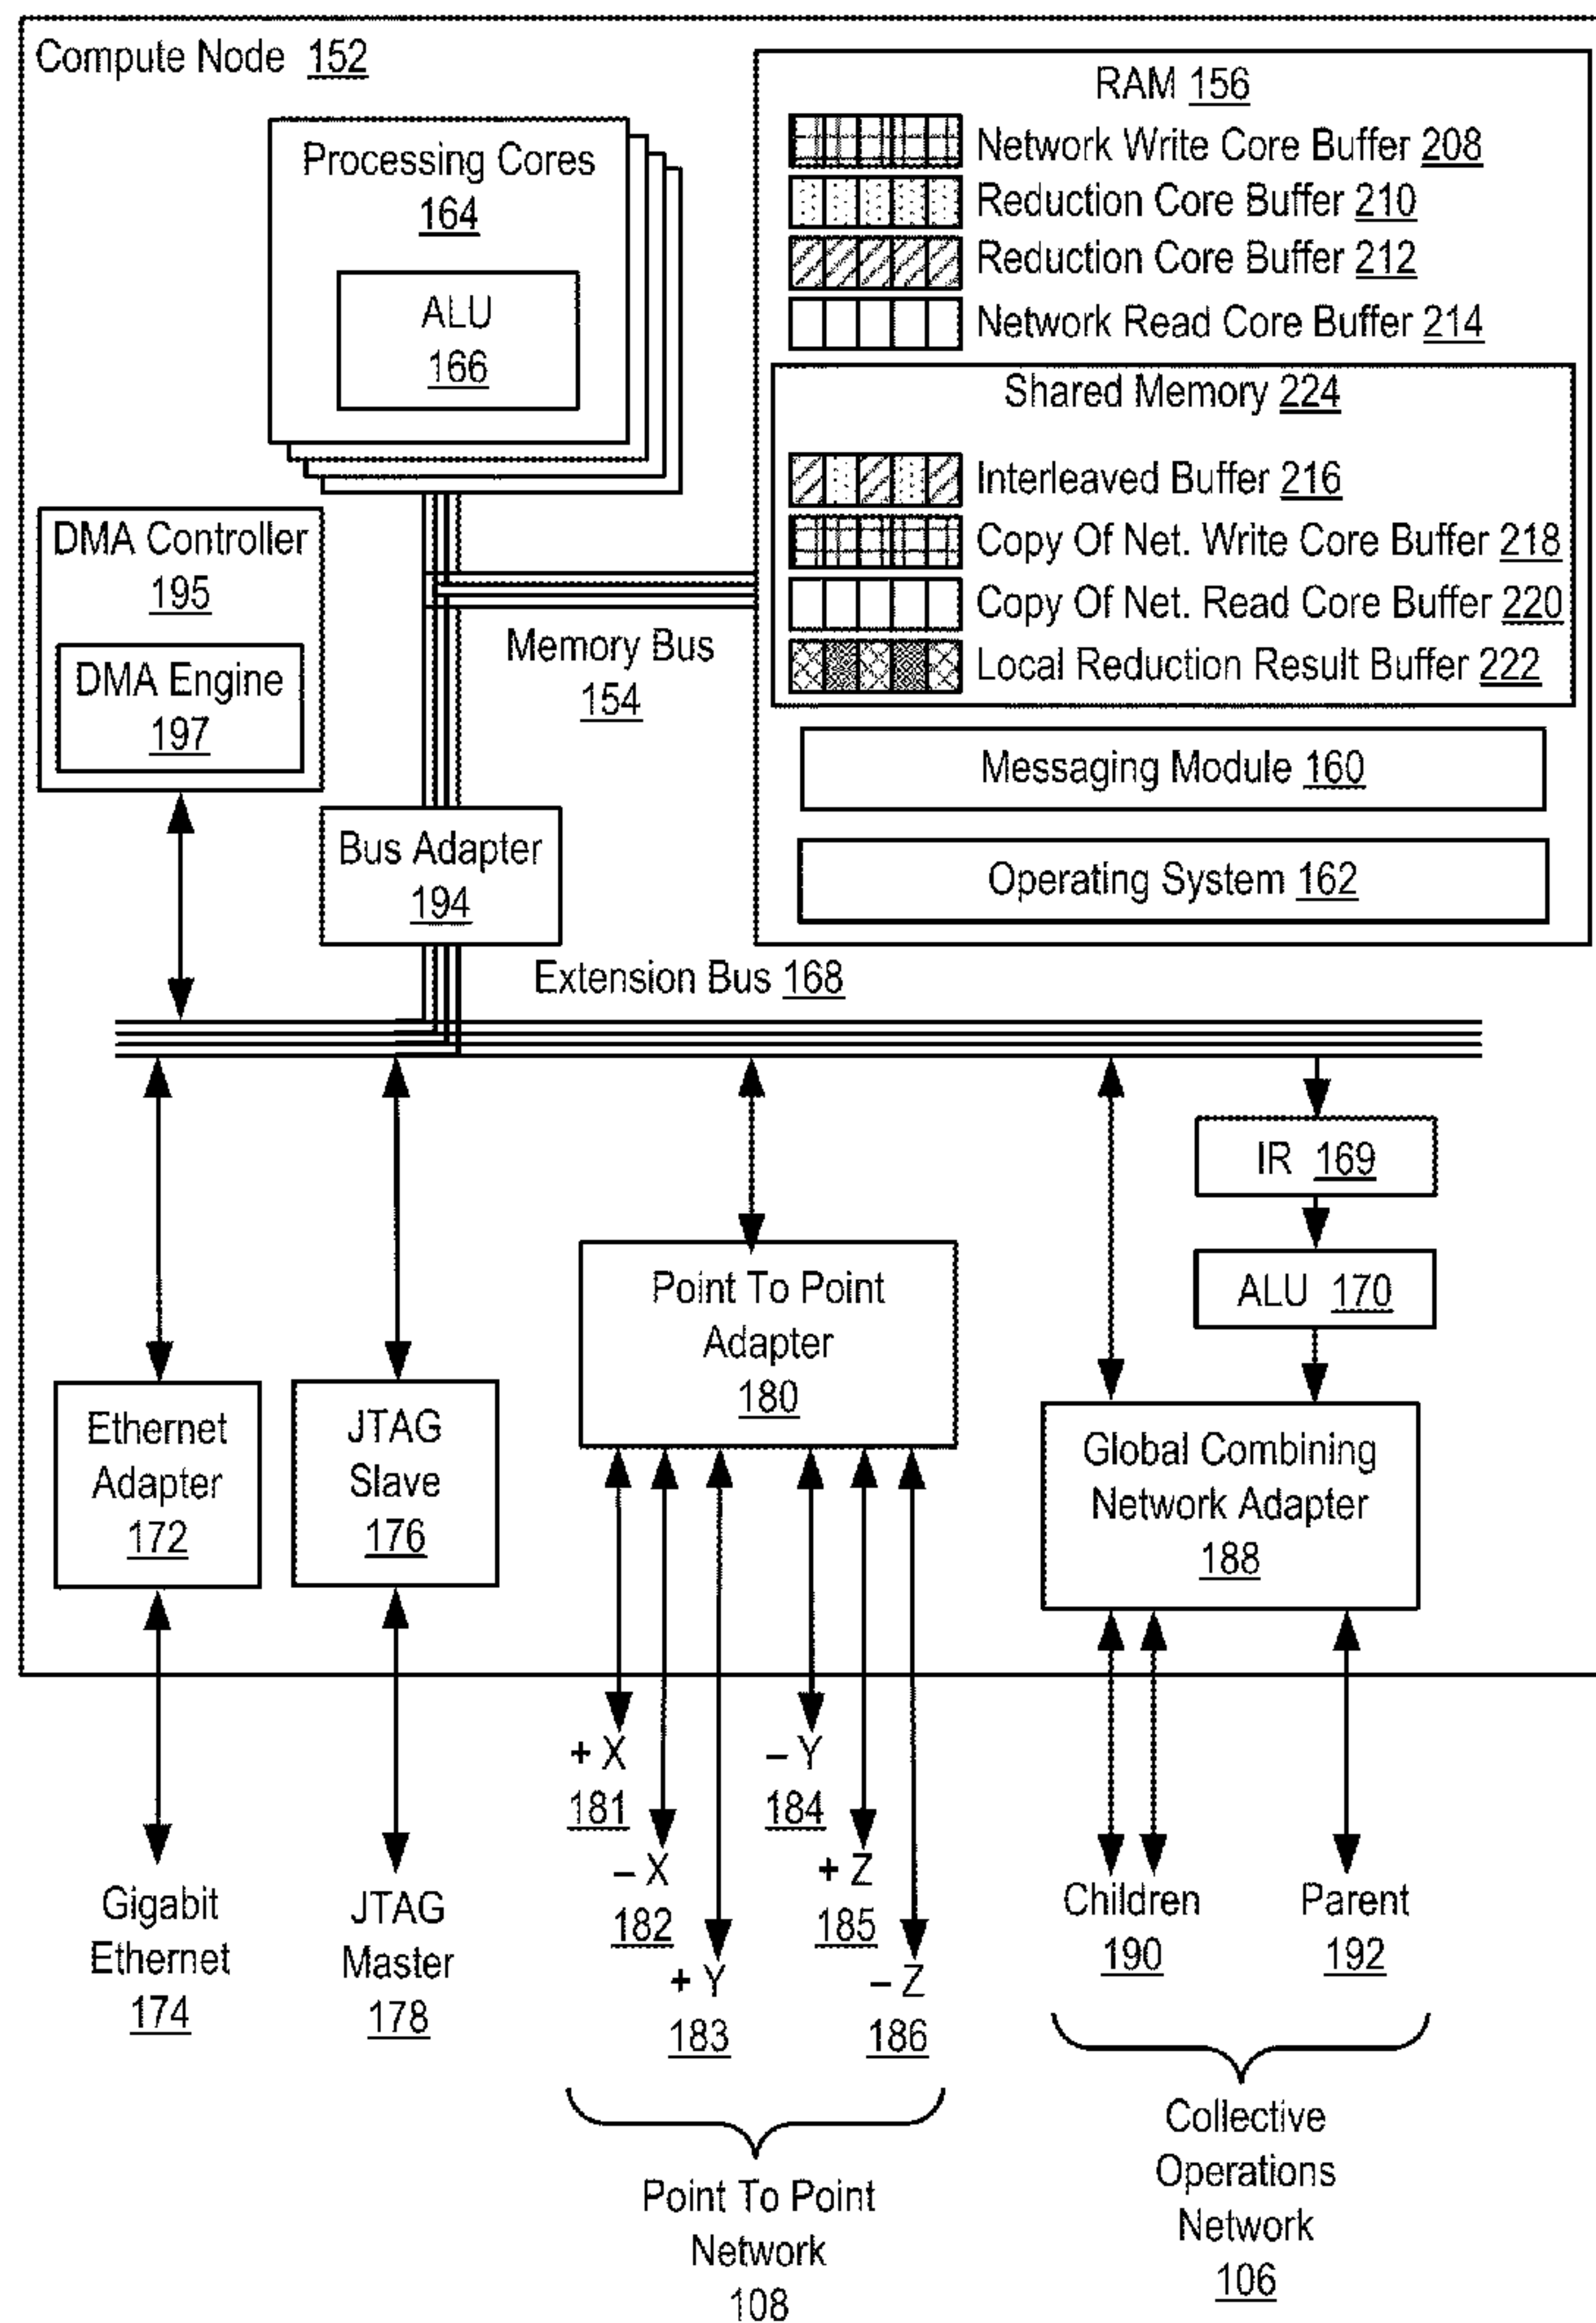 Compute Node 152
Processing Cores
164
ALU
166
RAM 156
Network Write Core Buffer 208
Reduction Core Buffer 210
Reduction Core Buffer 212
Network Read Core Buffer 214
Shared Memory 224
Interleaved Buffer 216
Copy Of Net. Write Core Buffer 218
Copy Of Net. Read Core Buffer 220
Local Reduction Result Buffer 222
Messaging Module 160
Operating System 162
DMA Controller
195
DMA Engine
197
Memory Bus
154
Bus Adapter
194
Extension Bus 168
IR 169
ALU 170
Point To Point
Adapter
180
Ethernet
Adapter
172
JTAG
Slave
176
Global Combining
Network Adapter
188
+ X
181
– X
182
+ Y
183
– Y
184
+ Z
185
– Z
186
Gigabit
Ethernet
174
JTAG
Master
178
Children
190
Parent
192
Point To Point
Network
108
Collective
Operations
Network
106